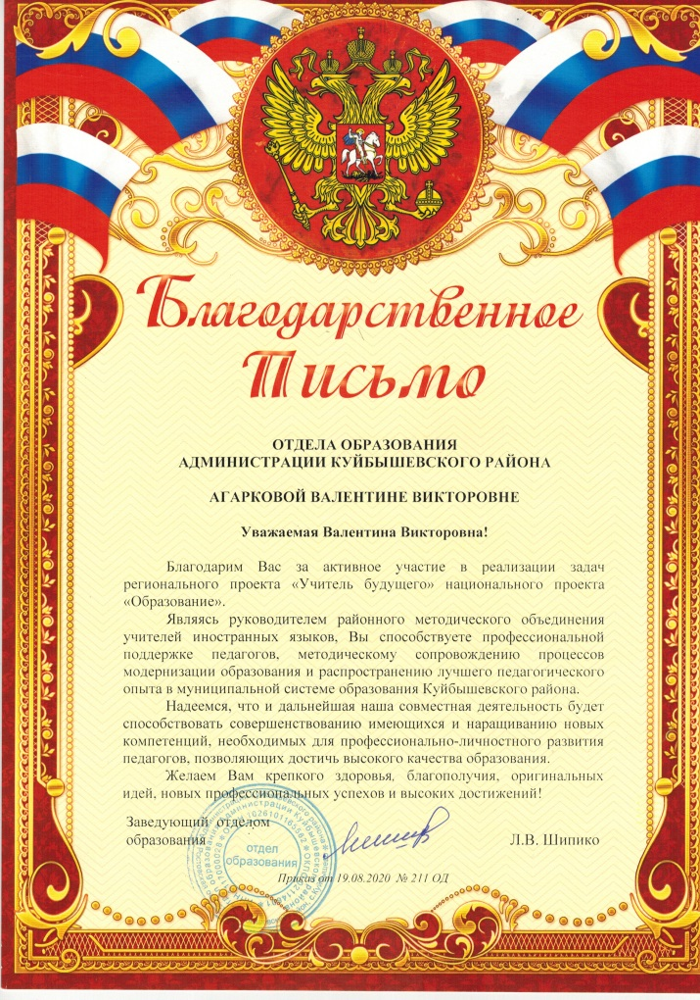 Благодарственное
Письмо
ОТДЕЛА ОБРАЗОВАНИЯ
АДМИНИСТРАЦИИ КУЙБЫШЕВСКОГО РАЙОНА
АГАРКОВОЙ ВАЛЕНТИНЕ ВИКТОРОВНЕ
Уважаемая Валентина Викторовна!
Благодарим Вас за активное участие в реализации задач
регионального проекта «Учитель будущего» национального проекта
«Образование».
Являясь руководителем районного методического объединения
учителей иностранных языков, Вы способствуете профессиональной
поддержке педагогов, методическому сопровождению процессов
модернизации образования и распространению лучшего педагогического
опыта в муниципальной системе образования Куйбышевского района.
Надеемся, что и дальнейшая наша совместная деятельность будет
способствовать совершенствованию имеющихся и наращиванию новых
компетенций, необходимых для профессионально-личностного развития
педагогов, позволяющих достичь высокого качества образования.
Желаем Вам крепкого здоровья, благополучия, оригинальных
идей, новых профессиональных успехов и высоких достижений!
Заведующий отделом
образования
Л.В. Шипико
отдел
образования
Приказ от 19.08.2020 № 211 ОД